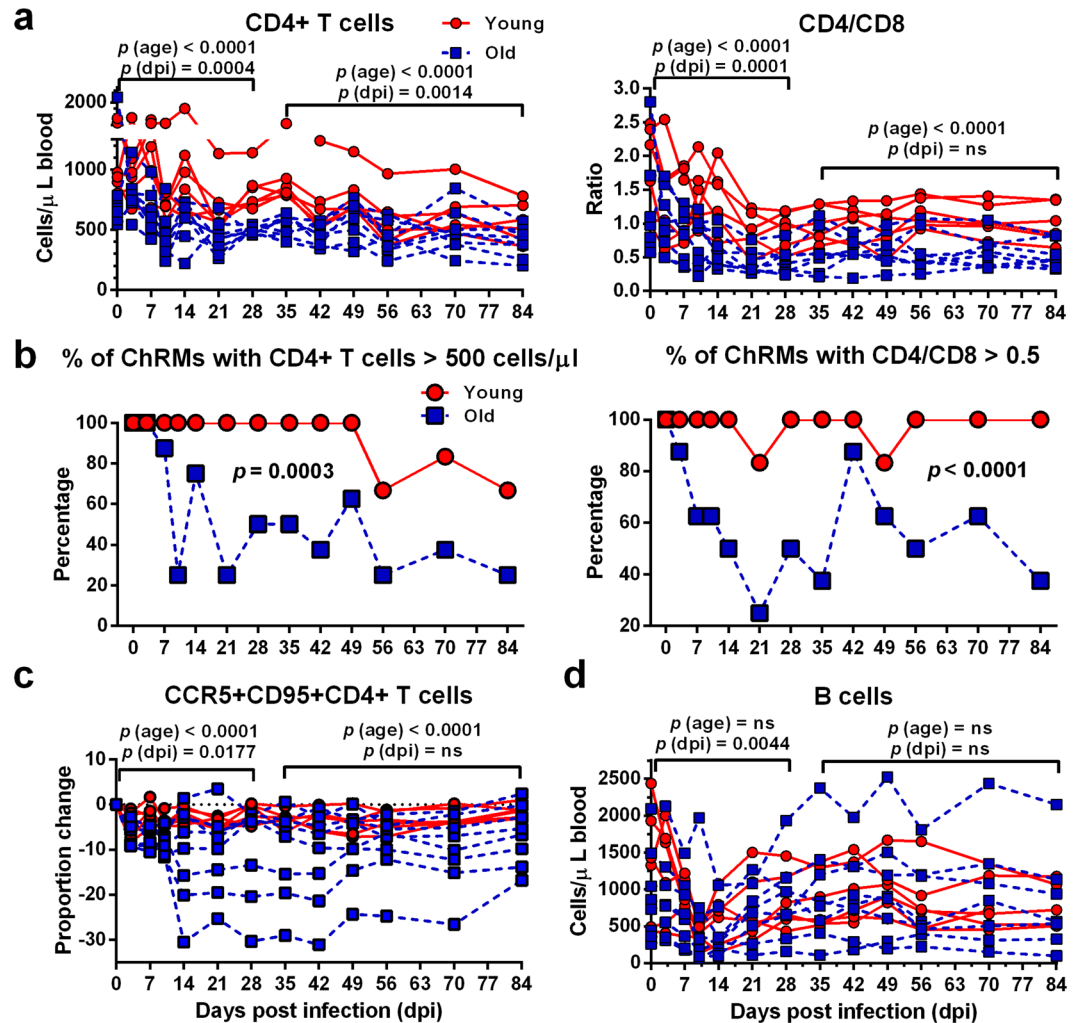 a
CD4+ T cells
Young
Old
p (age) < 0.0001
p (dpi) = 0.0004
p (age) < 0.0001
p (dpi) = 0.0014
Cells/μ L blood
2000
1000
500
0
0 7 14 21 28 35 42 49 56 63 70 77 84
CD4/CD8
p (age) < 0.0001
p (dpi) = 0.0001
p (age) < 0.0001
p (dpi) = ns
Ratio
3.0
2.5
2.0
1.5
1.0
0.5
0.0
0 7 14 21 28 35 42 49 56 63 70 77 84
b
% of ChRMs with CD4+ T cells > 500 cells/μl
Young
Old
p = 0.0003
Percentage
100
80
60
40
20
0
0 7 14 21 28 35 42 49 56 63 70 77 84
% of ChRMs with CD4/CD8 > 0.5
p < 0.0001
Percentage
100
80
60
40
20
0 7 14 21 28 35 42 49 56 63 70 77 84
c
CCR5+CD95+CD4+ T cells
p (age) < 0.0001
p (dpi) = 0.0177
p (age) < 0.0001
p (dpi) = ns
Proportion change
10
0
-10
-20
-30
0 7 14 21 28 35 42 49 56 63 70 77 84
Days post infection (dpi)
d
B cells
p (age) = ns
p (dpi) = 0.0044
p (age) = ns
p (dpi) = ns
Cells/μ L blood
2500
2000
1500
1000
500
0
0 7 14 21 28 35 42 49 56 63 70 77 84
Days post infection (dpi)